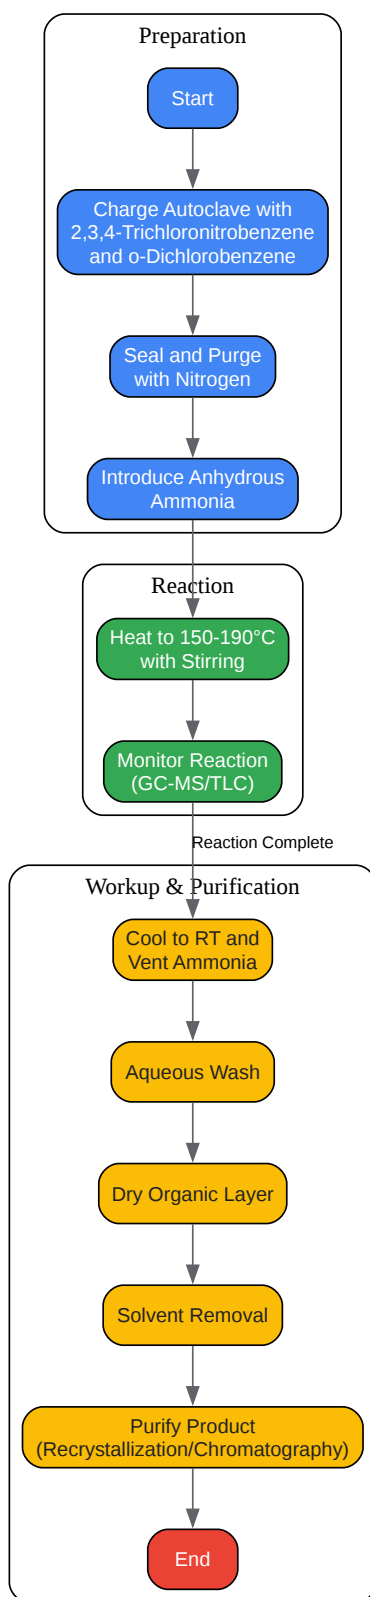 Preparation
Start
Charge Autoclave with
2,3,4-Trichloronitrobenzene
and o-Dichlorobenzene
Seal and Purge
with Nitrogen
Introduce Anhydrous
Ammonia
Reaction
Heat to 150-190°C
with Stirring
Monitor Reaction
(GC-MS/TLC)
Reaction Complete
Workup & Purification
Cool to RT and
Vent Ammonia
Aqueous Wash
Dry Organic Layer
Solvent Removal
Purify Product
(Recrystallization/Chromatography)
End